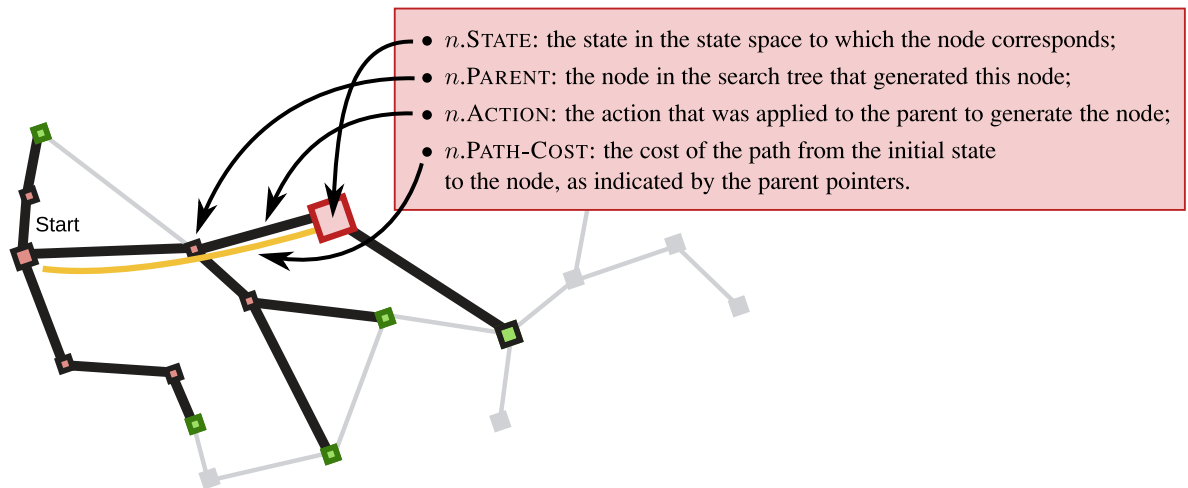 • n.STATE: the state in the state space to which the node corresponds;
• n.PARENT: the node in the search tree that generated this node;
• n.ACTION: the action that was applied to the parent to generate the node;
• n.PATH-COST: the cost of the path from the initial state
to the node, as indicated by the parent pointers.
Start